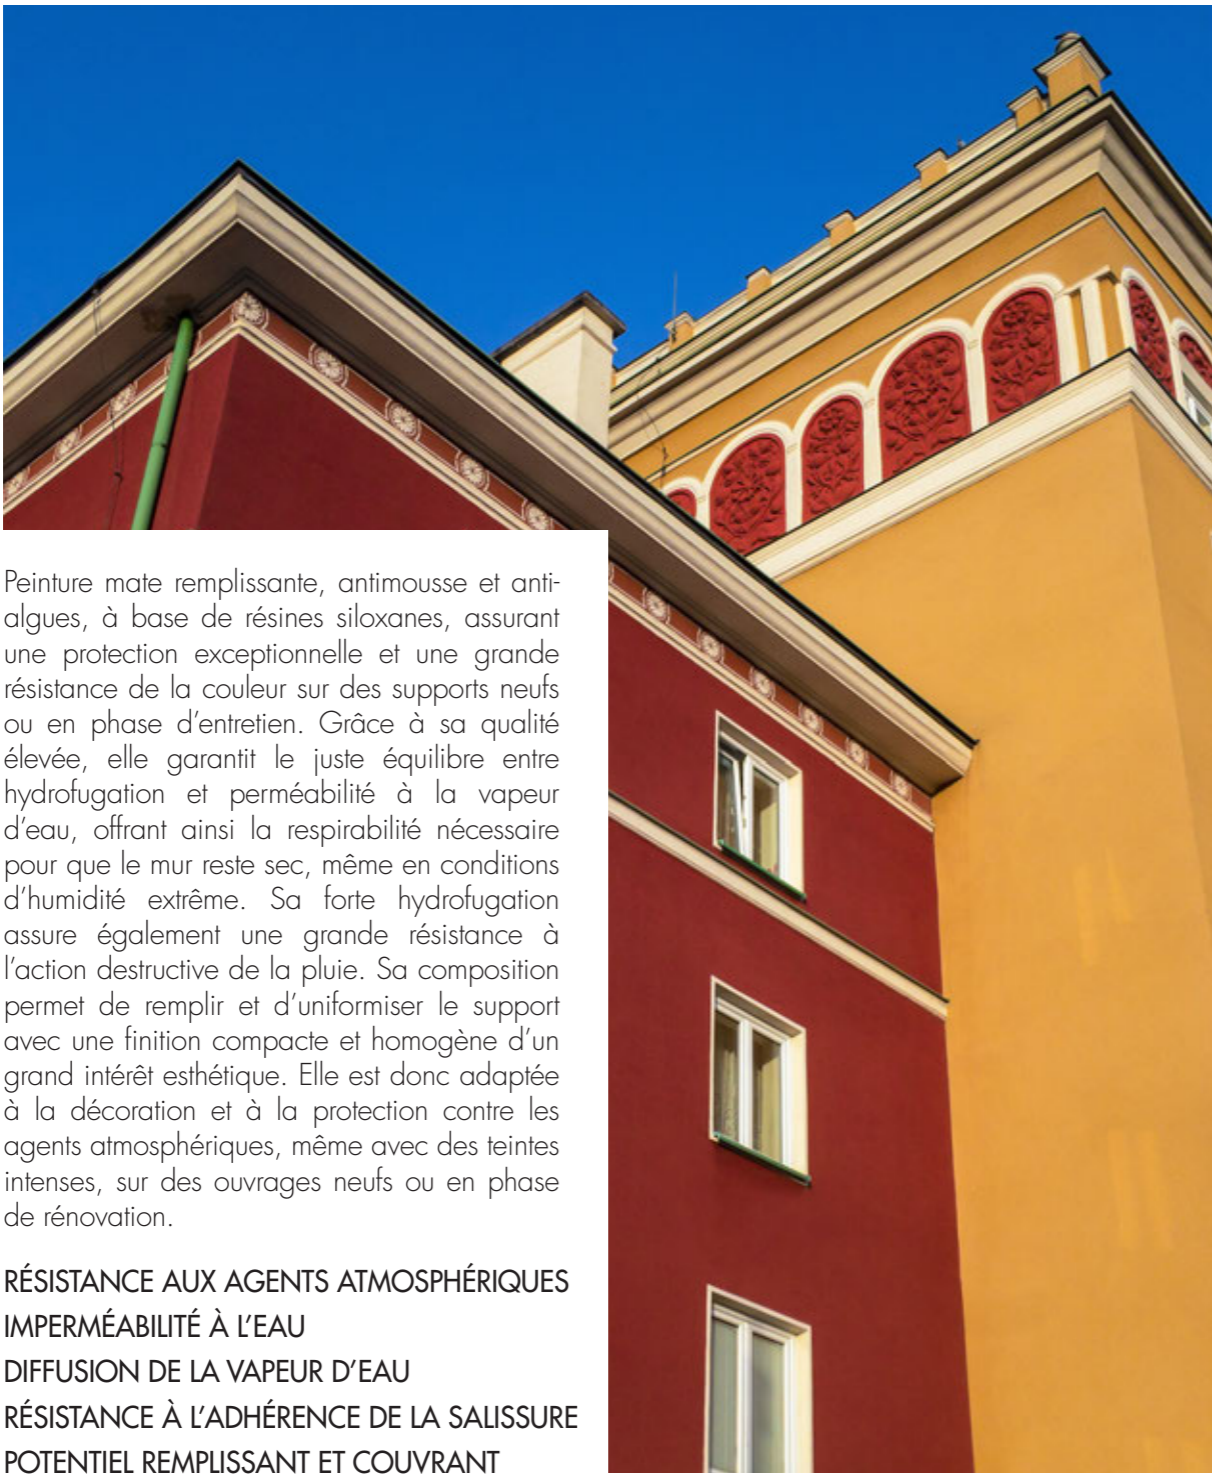 Peinture mate remplissante, antimousse et anti-
algues, à base de résines siloxanes, assurant
une protection exceptionnelle et une grande
résistance de la couleur sur des supports neufs
ou en phase d’entretien. Grâce à sa qualité
élevée, elle garantit le juste équilibre entre
hydrofugation et perméabilité à la vapeur
d’eau, offrant ainsi la respirabilité nécessaire
pour que le mur reste sec, même en conditions
d’humidité extrême. Sa forte hydrofugation
assure également une grande résistance à
l’action destructive de la pluie. Sa composition
permet de remplir et d’uniformiser le support
avec une finition compacte et homogène d’un
grand intérêt esthétique. Elle est donc adaptée
à la décoration et à la protection contre les
agents atmosphériques, même avec des teintes
intenses, sur des ouvrages neufs ou en phase
de rénovation.
RÉSISTANCE AUX AGENTS ATMOSPHÉRIQUES
IMPERMÉABILITÉ À L’EAU
DIFFUSION DE LA VAPEUR D’EAU
RÉSISTANCE À L’ADHÉRENCE DE LA SALISSURE
POTENTIEL REMPLISSANT ET COUVRANT